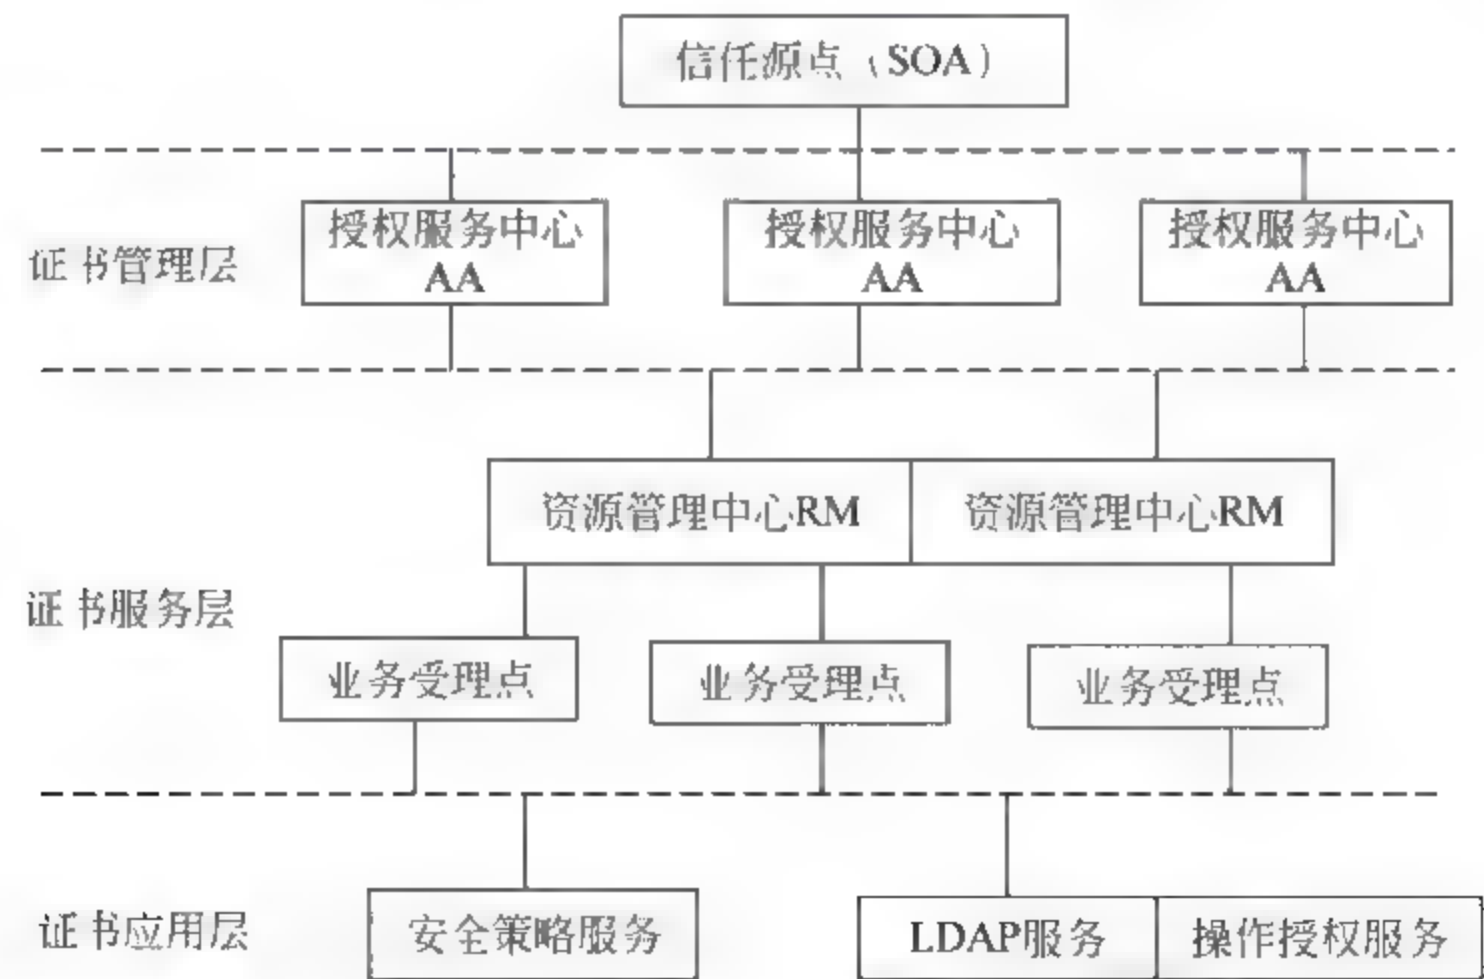 信任源点（SOA）
证书管理层
授权服务中心
AA
授权服务中心
AA
授权服务中心
AA
证书服务层
资源管理中心RM
资源管理中心RM
业务受理点
业务受理点
业务受理点
证书应用层
安全策略服务
LDAP服务
操作授权服务